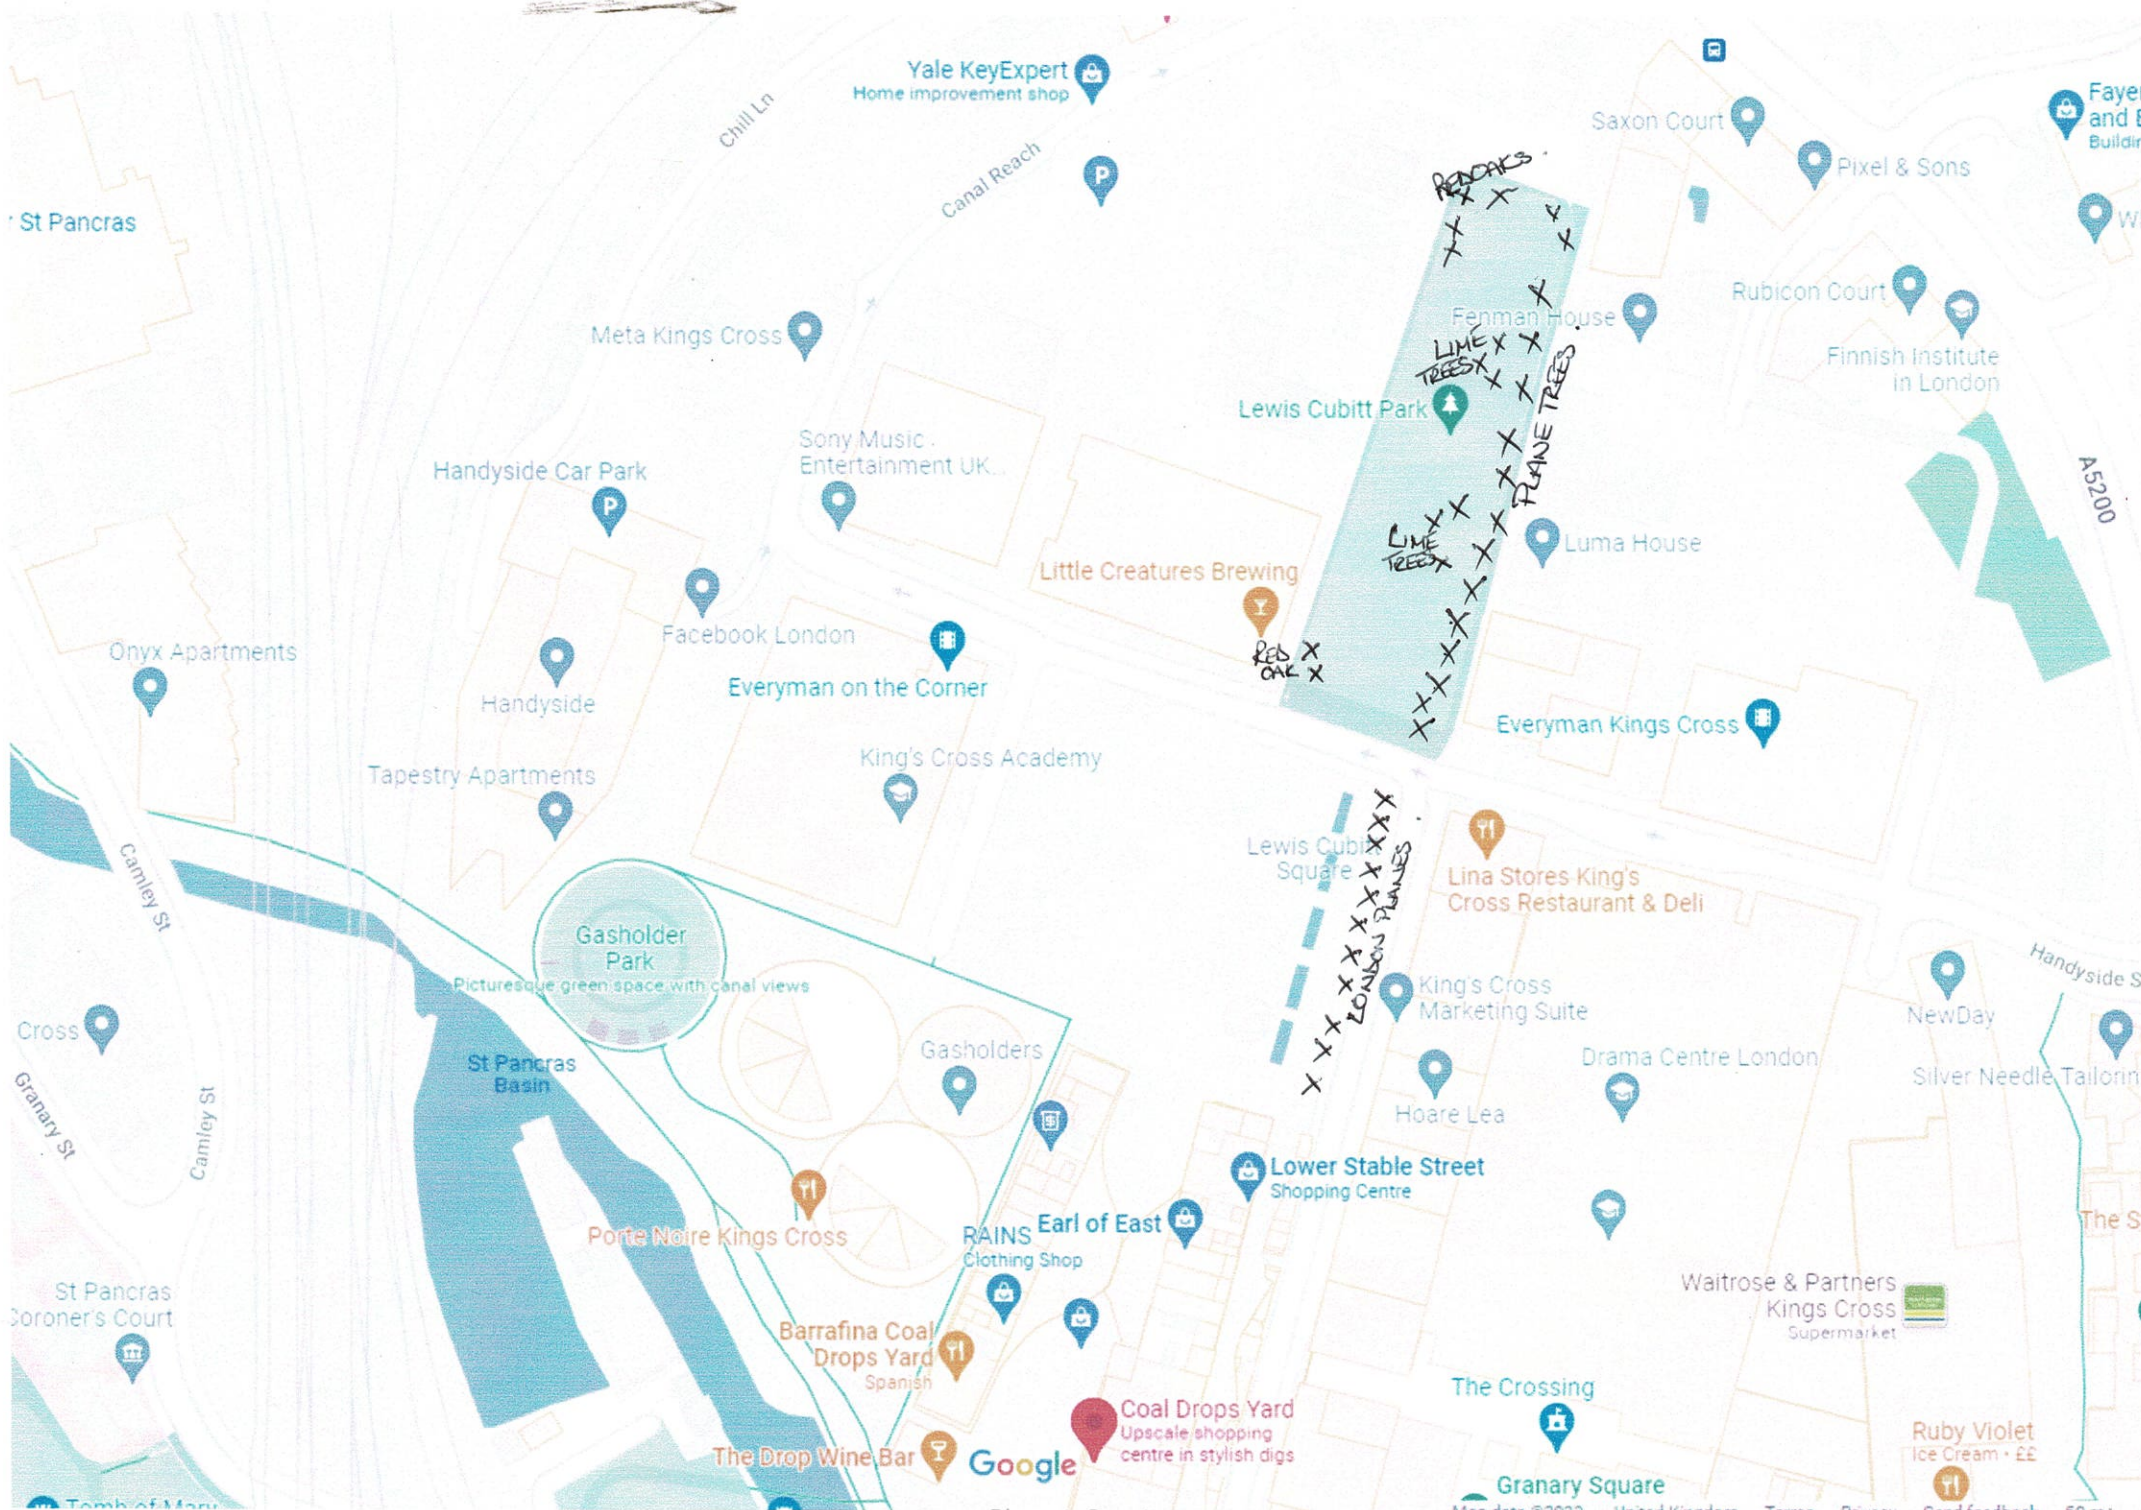 Yale KeyExpert
Home improvement shop
Chill Ln
Canal Reach
P
Saxon Court
Pixel & Sons
Faye
and
Buildin
W
St Pancras
RED OAKS.
Meta Kings Cross
Fenman House
Rubicon Court
Finnish Institute
in London
LIME
TREES
PLANE TREES.
Lewis Cubitt Park
Sony Music
Entertainment UK...
Handyside Car Park
P
A5200
LIME
TREES
Luma House
Little Creatures Brewing
Facebook London
Onyx Apartments
RED
OAK
Everyman on the Corner
Handyside
Everyman Kings Cross
King's Cross Academy
Tapestry Apartments
Lewis Cubitt
Square
LONDON PLANES.
Lina Stores King's
Cross Restaurant & Deli
Camley St
Gasholder
Park
Picturesque green space with canal views
Handyside S
King's Cross
Marketing Suite
NewDay
Cross
Gasholders
St Pancras
Basin
Drama Centre London
Silver Needle Tailorin
Granary St
Camley St
Hoare Lea
Lower Stable Street
Shopping Centre
Earl of East
RAINS
Clothing Shop
Porte Noire Kings Cross
The S
St Pancras
Coroner's Court
Waitrose & Partners
Kings Cross
Supermarket
Barrafina Coal
Drops Yard
Spanish
The Crossing
Coal Drops Yard
Upscale shopping
centre in stylish digs
Ruby Violet
Ice Cream · ££
The Drop Wine Bar
Google
Granary Square
Tomb of Mary